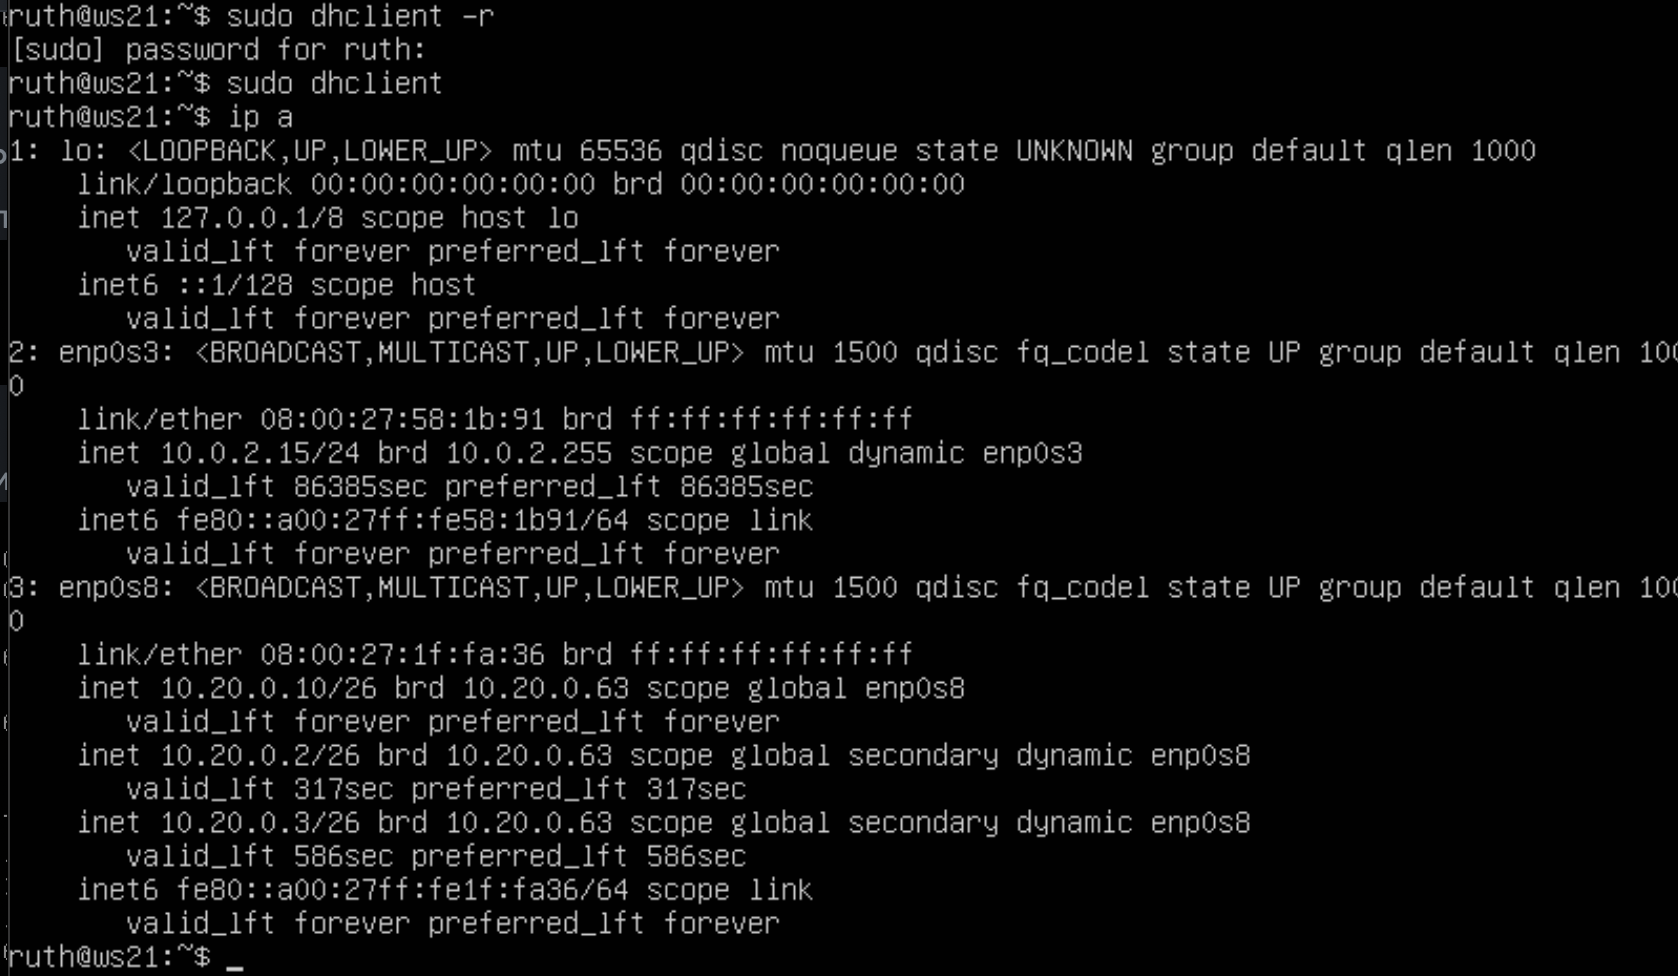 ruth@ws21:~$ sudo dhclient -r
[sudo] password for ruth:
ruth@ws21:~$ sudo dhclient
ruth@ws21:~$ ip a
1: lo: <LOOPBACK,UP,LOWER_UP> mtu 65536 qdisc noqueue state UNKNOWN group default qlen 1000
    link/loopback 00:00:00:00:00:00 brd 00:00:00:00:00:00
    inet 127.0.0.1/8 scope host lo
       valid_lft forever preferred_lft forever
    inet6 ::1/128 scope host
       valid_lft forever preferred_lft forever
2: enp0s3: <BROADCAST,MULTICAST,UP,LOWER_UP> mtu 1500 qdisc fq_codel state UP group default qlen 100
0
    link/ether 08:00:27:58:1b:91 brd ff:ff:ff:ff:ff:ff
    inet 10.0.2.15/24 brd 10.0.2.255 scope global dynamic enp0s3
       valid_lft 86385sec preferred_lft 86385sec
    inet6 fe80::a00:27ff:fe58:1b91/64 scope link
       valid_lft forever preferred_lft forever
3: enp0s8: <BROADCAST,MULTICAST,UP,LOWER_UP> mtu 1500 qdisc fq_codel state UP group default qlen 100
0
    link/ether 08:00:27:1f:fa:36 brd ff:ff:ff:ff:ff:ff
    inet 10.20.0.10/26 brd 10.20.0.63 scope global enp0s8
       valid_lft forever preferred_lft forever
    inet 10.20.0.2/26 brd 10.20.0.63 scope global secondary dynamic enp0s8
       valid_lft 317sec preferred_lft 317sec
    inet 10.20.0.3/26 brd 10.20.0.63 scope global secondary dynamic enp0s8
       valid_lft 586sec preferred_lft 586sec
    inet6 fe80::a00:27ff:fe1f:fa36/64 scope link
       valid_lft forever preferred_lft forever
ruth@ws21:~$ _